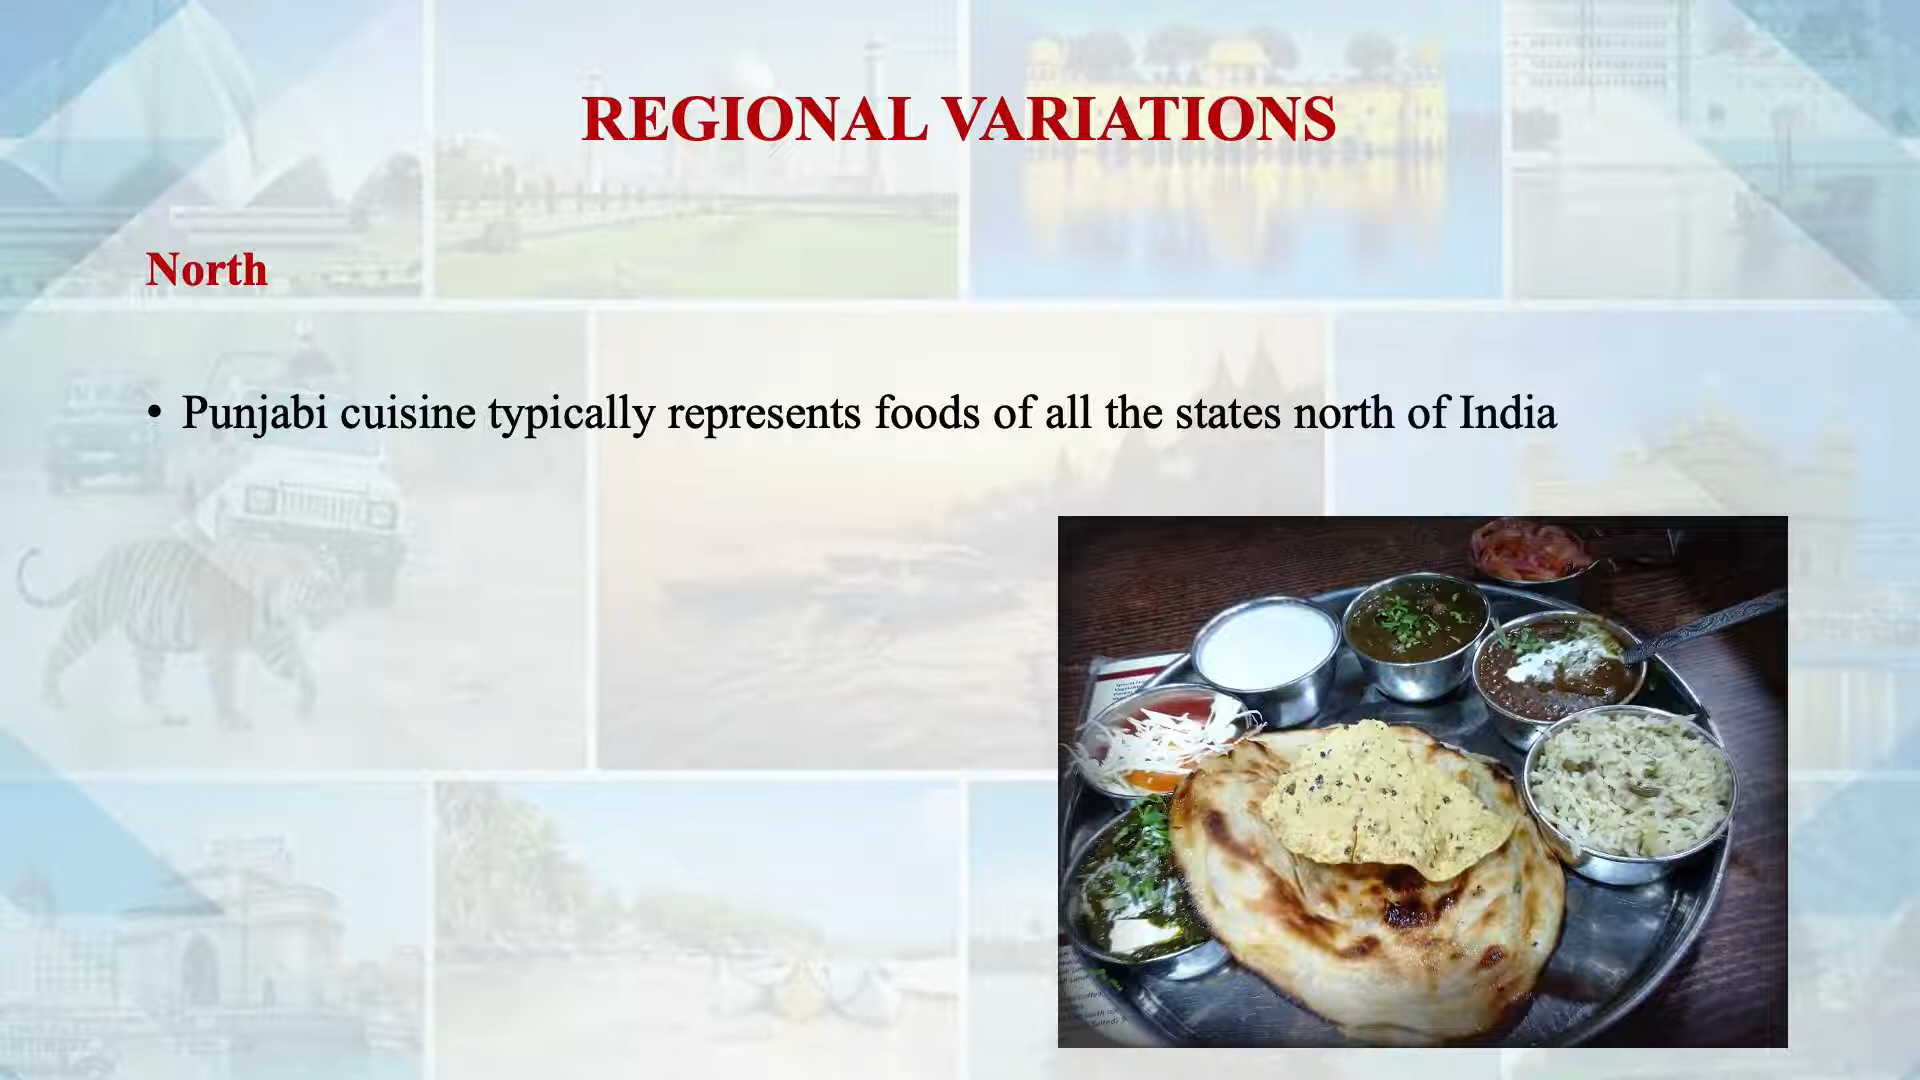 REGIONAL VARIATIONS
North
• Punjabi cuisine typically represents foods of all the states north of India